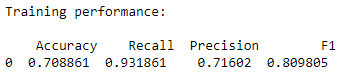 Training performance:
Accuracy Recall Precision F1
0 0.708861 0.931861 0.71602 0.809805